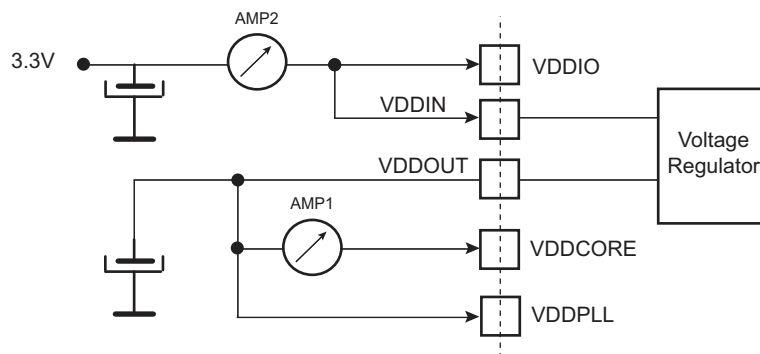 AMP2
3.3V
VDDIO
VDDIN
Voltage
Regulator
VDDOUT
AMP1
VDDCORE
VDDPLL